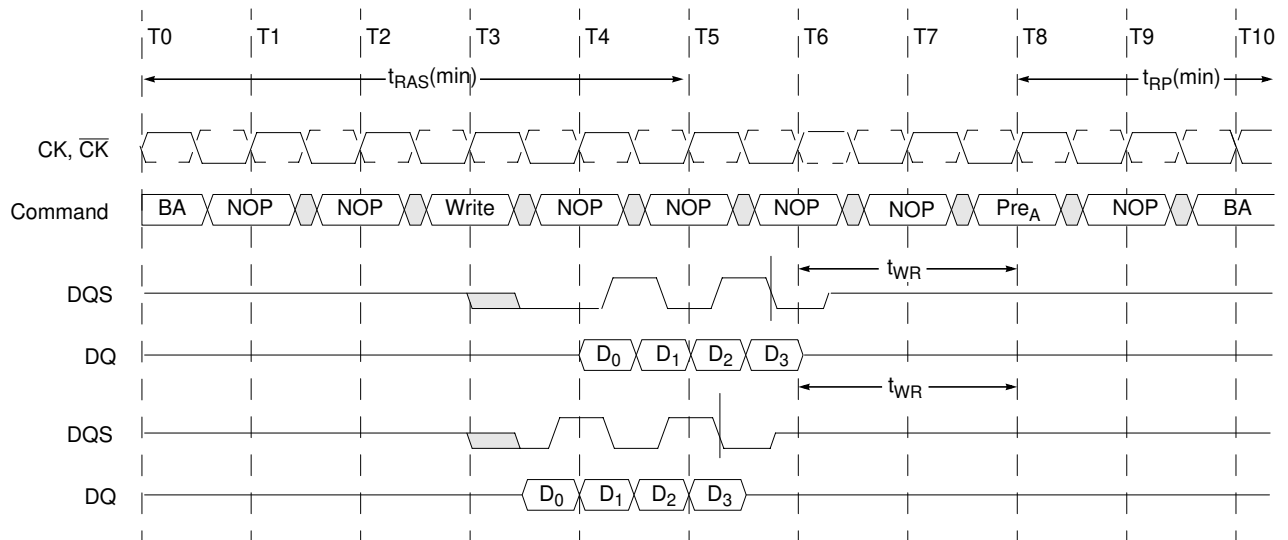 T0 T1 T2 T3 T4 T5 T6 T7 T8 T9 T10
tRAS(min) tRP(min)
CK, C̅K̅
Command BA NOP NOP Write NOP NOP NOP NOP PreA NOP BA
tWR
DQS
DQ D0 D1 D2 D3
tWR
DQS
DQ D0 D1 D2 D3